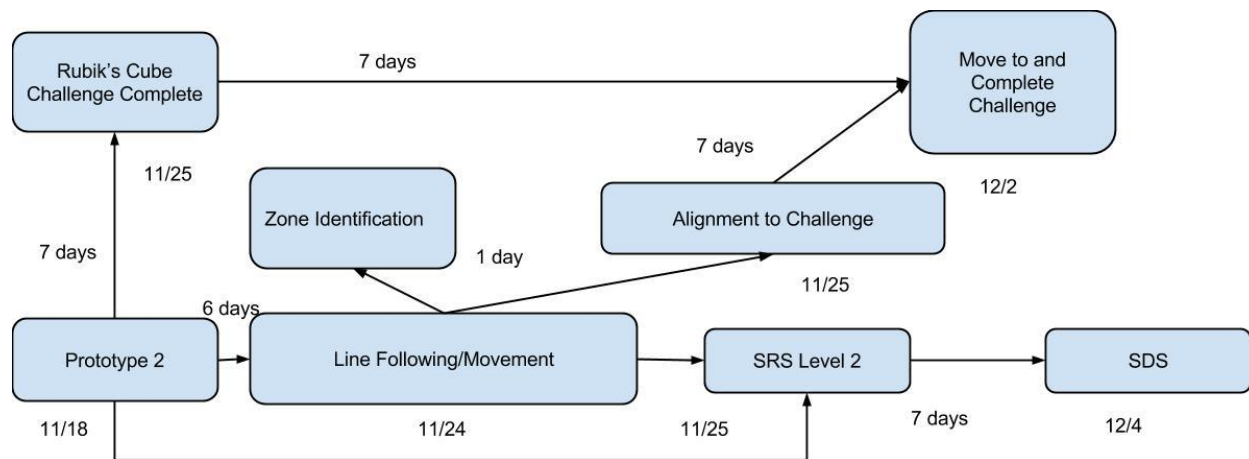 Rubik's Cube
Challenge Complete
7 days
Move to and
Complete
Challenge
11/25
7 days
12/2
Zone Identification
Alignment to Challenge
7 days
1 day
11/25
6 days
Prototype 2
Line Following/Movement
SRS Level 2
SDS
11/18
11/24
11/25
7 days
12/4